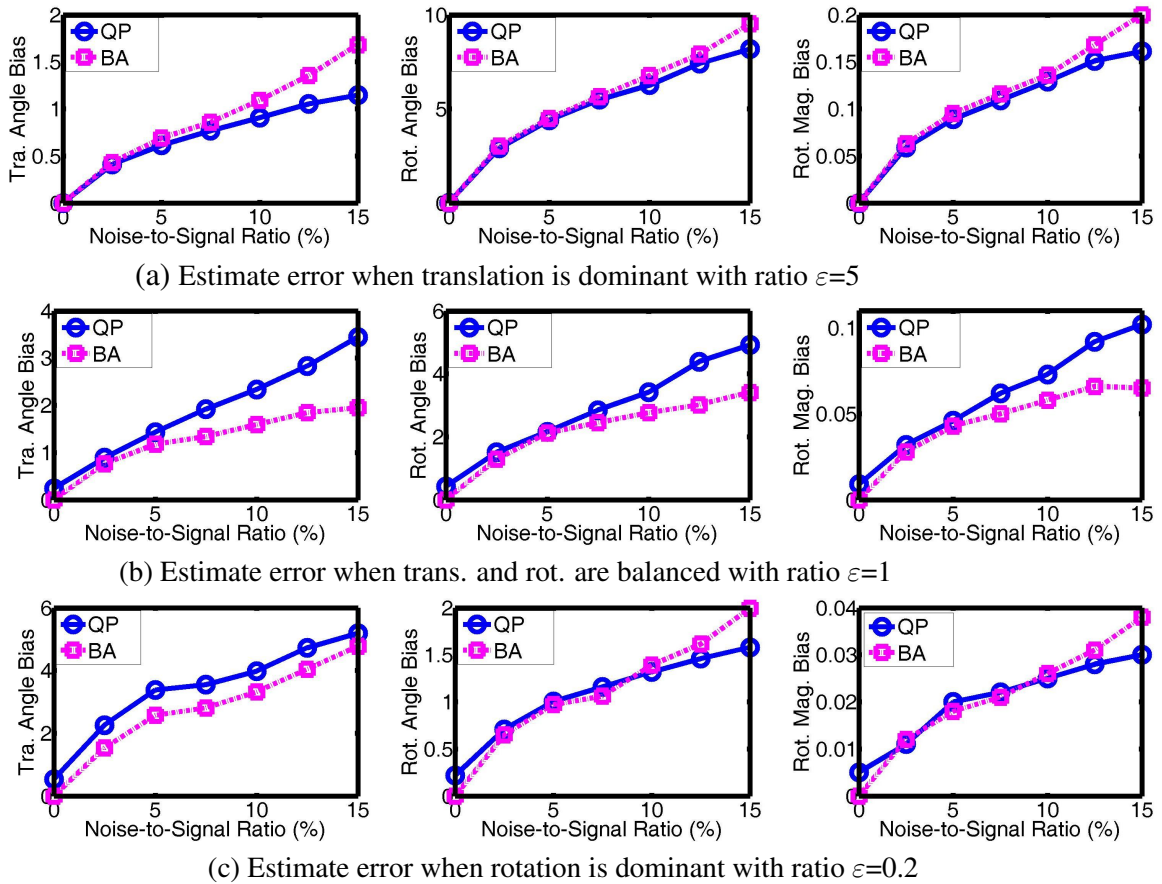 2
1.5
1
0.5
0
Tra. Angle Bias
QP
BA
0 5 10 15
Noise-to-Signal Ratio (%)
10
5
0
Rot. Angle Bias
QP
BA
0 5 10 15
Noise-to-Signal Ratio (%)
0.2
0.15
0.1
0.05
0
Rot. Mag. Bias
QP
BA
0 5 10 15
Noise-to-Signal Ratio (%)
(a) Estimate error when translation is dominant with ratio ε=5
4
3
2
1
0
Tra. Angle Bias
QP
BA
0 5 10 15
Noise-to-Signal Ratio (%)
6
4
2
0
Rot. Angle Bias
QP
BA
0 5 10 15
Noise-to-Signal Ratio (%)
0.1
0.05
0
Rot. Mag. Bias
QP
BA
0 5 10 15
Noise-to-Signal Ratio (%)
(b) Estimate error when trans. and rot. are balanced with ratio ε=1
6
4
2
0
Tra. Angle Bias
QP
BA
0 5 10 15
Noise-to-Signal Ratio (%)
2
1.5
1
0.5
0
Rot. Angle Bias
QP
BA
0 5 10 15
Noise-to-Signal Ratio (%)
0.04
0.03
0.02
0.01
0
Rot. Mag. Bias
QP
BA
0 5 10 15
Noise-to-Signal Ratio (%)
(c) Estimate error when rotation is dominant with ratio ε=0.2